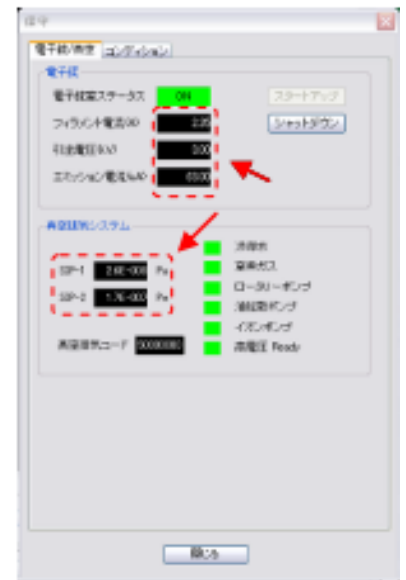 保守
電子銃/真空 コンディション
電子銃
電子銃室ステータス ON スタートアップ
フィラメント電流(A) シャットダウン
引出電圧(kV) 3.00
エミッション電流(uA)
真空排気システム
冷却水
SIP-1 Pa 窒素ガス
ロータリーポンプ
SIP-2 Pa 油拡散ポンプ
イオンポンプ
真空排気コード 高電圧 Ready
閉じる